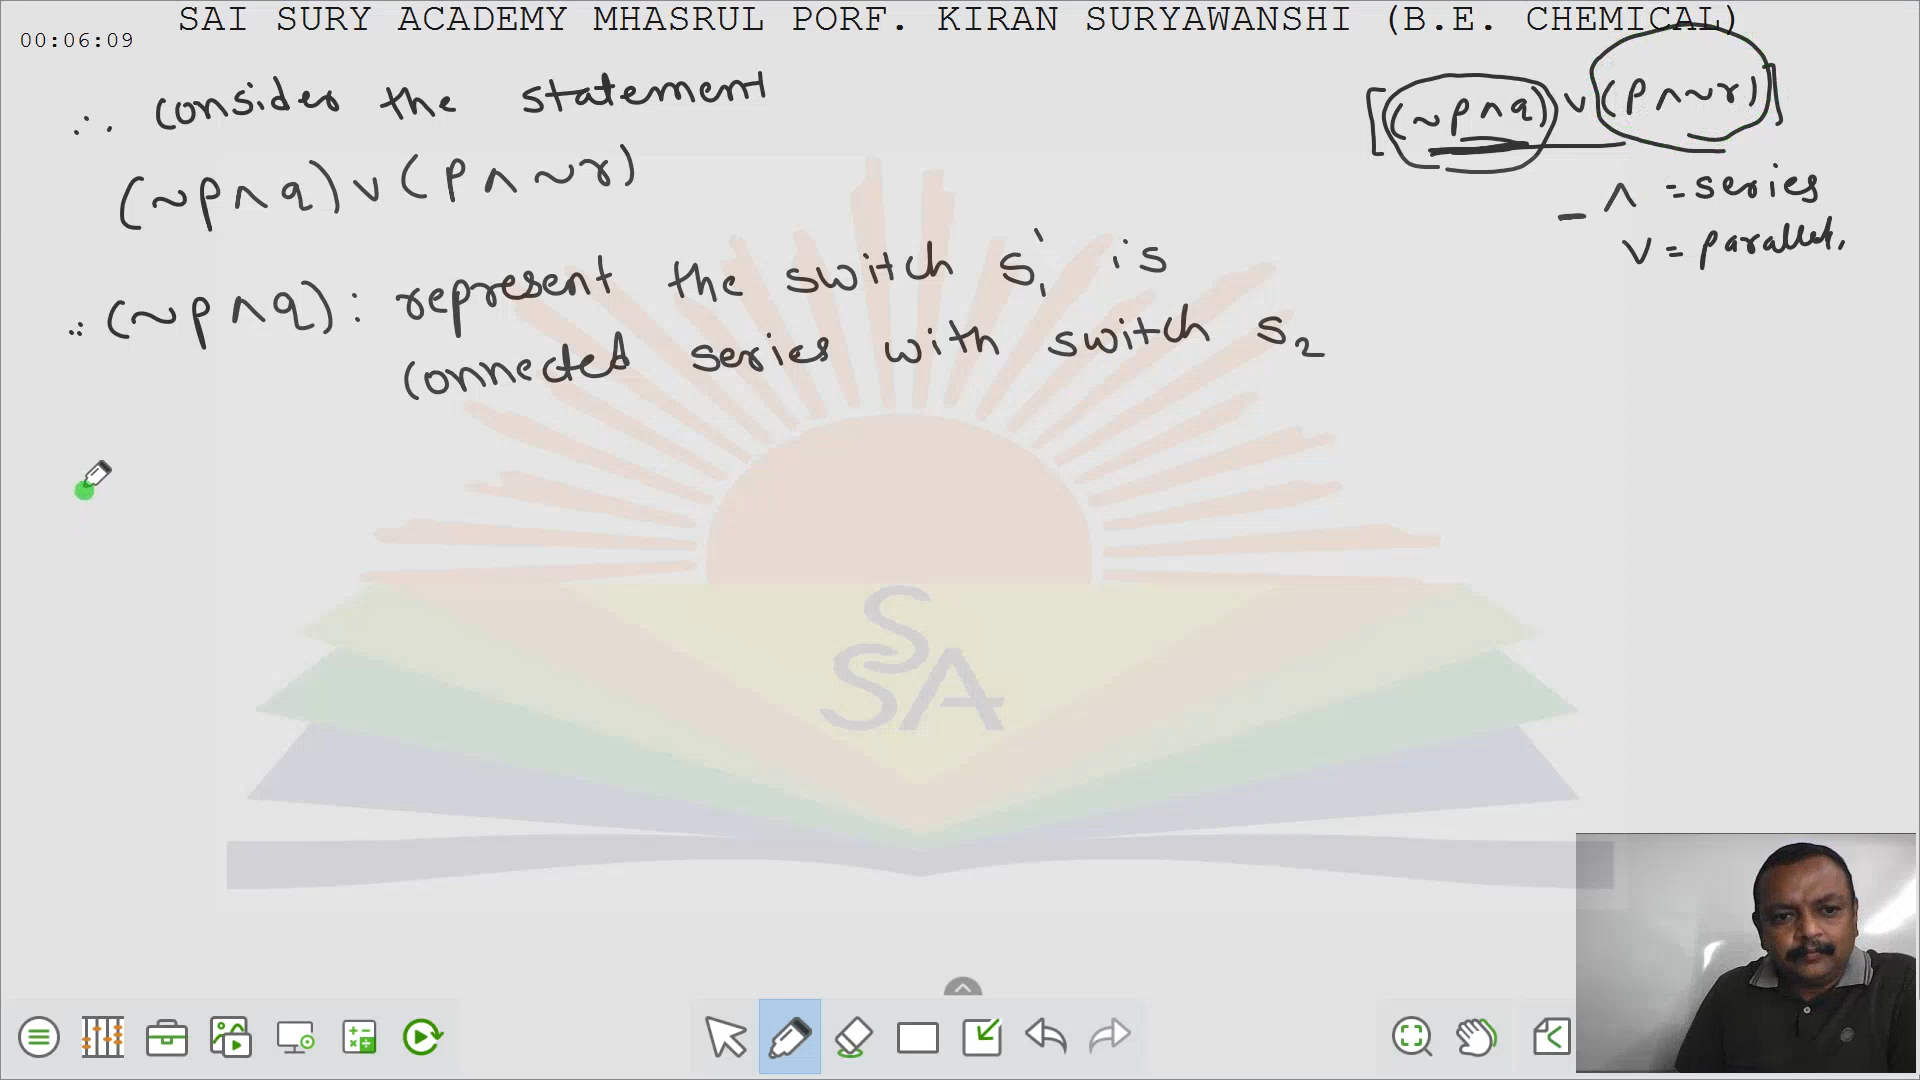 SAI SURY ACADEMY MHASRUL PORF. KIRAN SURYAWANSHI (B.E. CHEMICAL)
00:06:09
∴ consider the statement
(~p∧q)∨(p∧~r)
[(~p∧q)∨(p∧~r)]
- ∧ = series
∨ = parallel.
∴ (~p∧q): represent the switch S₁' is
connected series with switch S₂
SSA